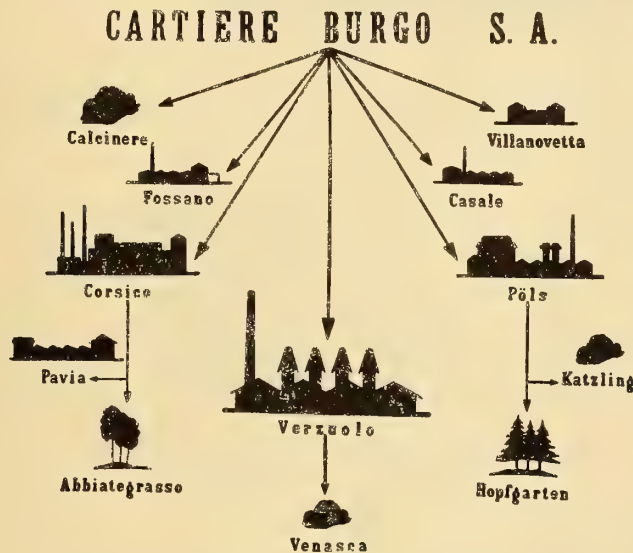 CARTIERE BURGO S. A.
Calcinere
Villanovetta
Fossano
Casale
Corsico
Pöls
Pavia
Katzling
Verzuolo
Abbiategrasso
Hopfgarten
Venasca